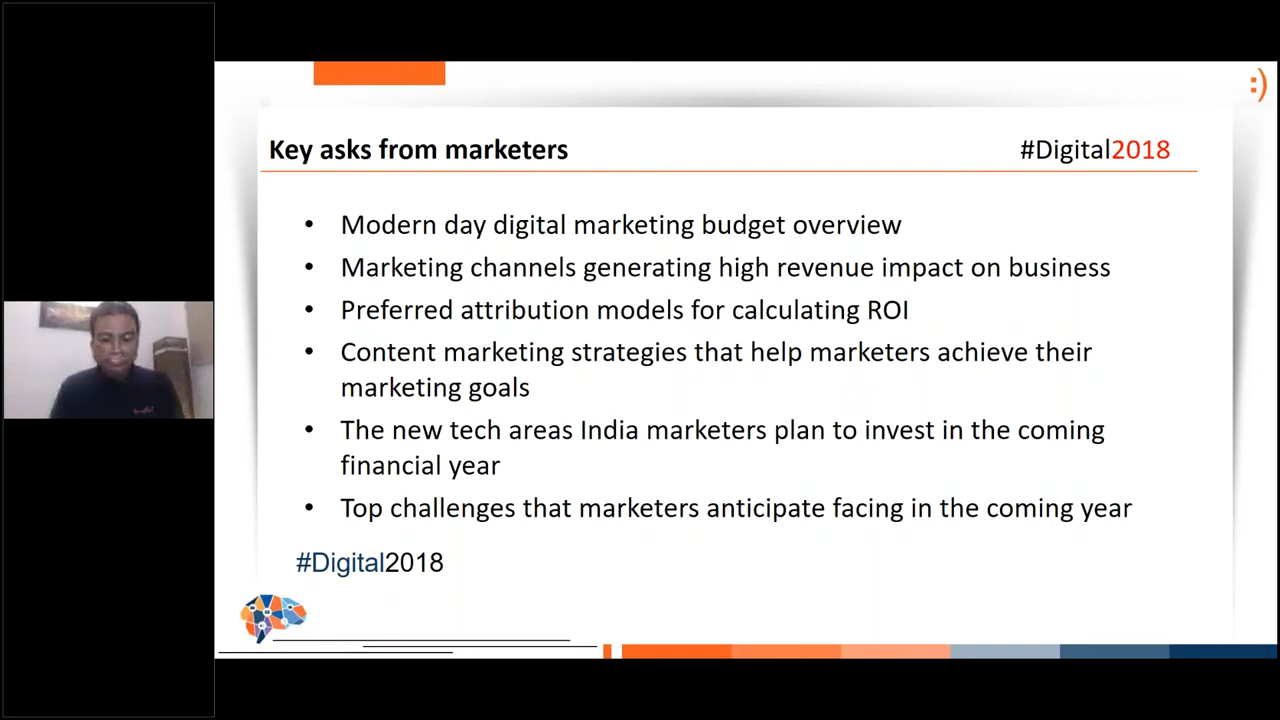 :)
Key asks from marketers
#Digital2018
• Modern day digital marketing budget overview
• Marketing channels generating high revenue impact on business
• Preferred attribution models for calculating ROI
• Content marketing strategies that help marketers achieve their
marketing goals
• The new tech areas India marketers plan to invest in the coming
financial year
• Top challenges that marketers anticipate facing in the coming year
#Digital2018